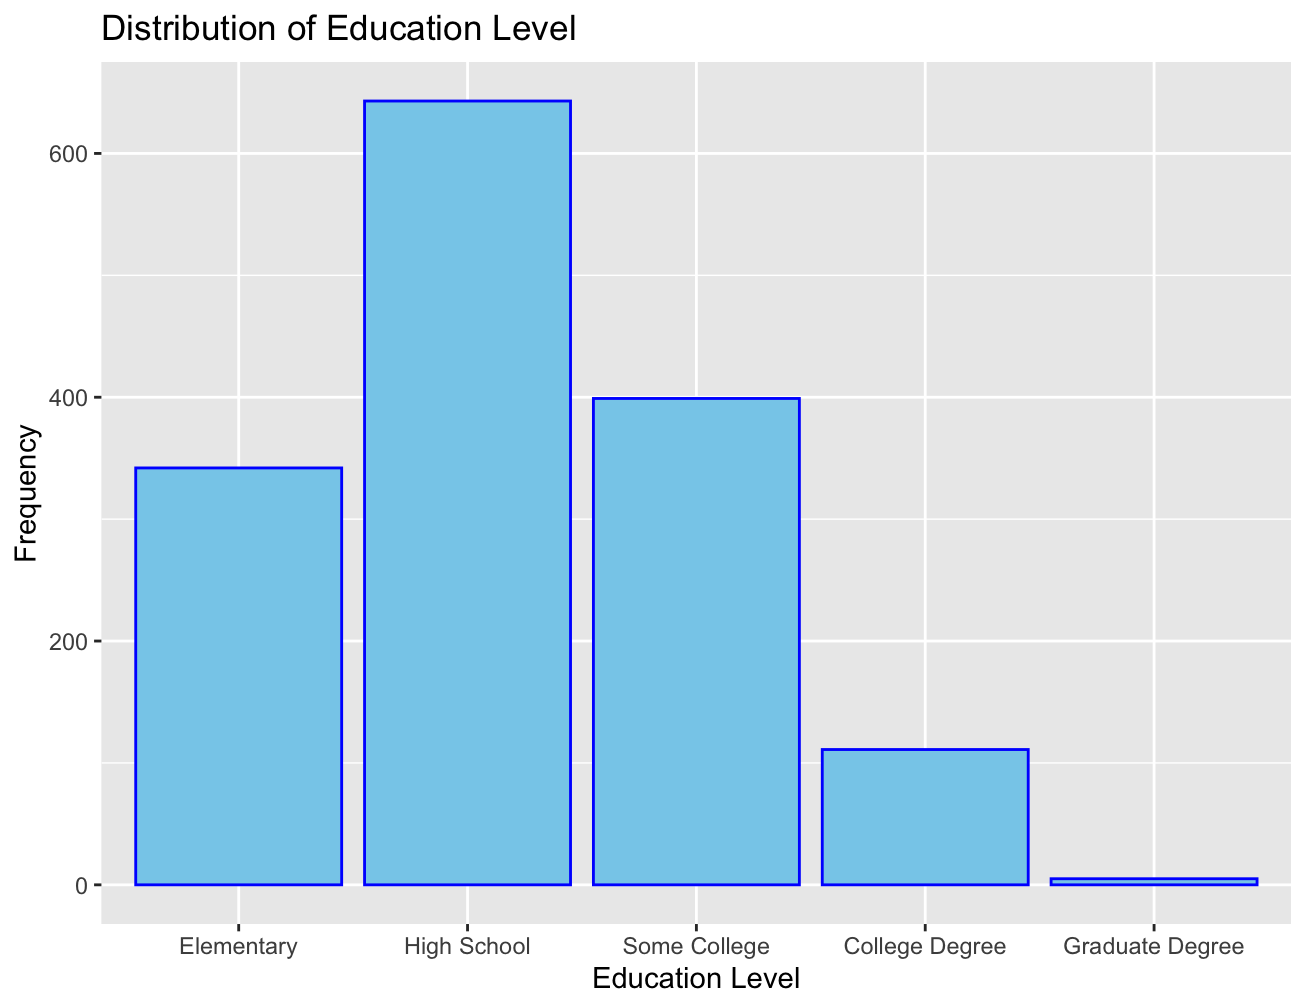 Distribution of Education Level
Frequency
600
400
200
0
Elementary High School Some College College Degree Graduate Degree
Education Level